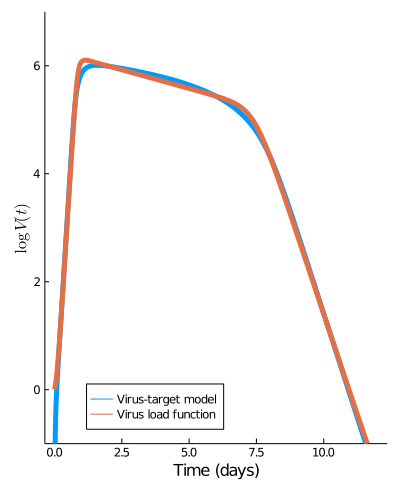 6
4
2
0
log V(t)
Virus-target model
Virus load function
0.0 2.5 5.0 7.5 10.0
Time (days)